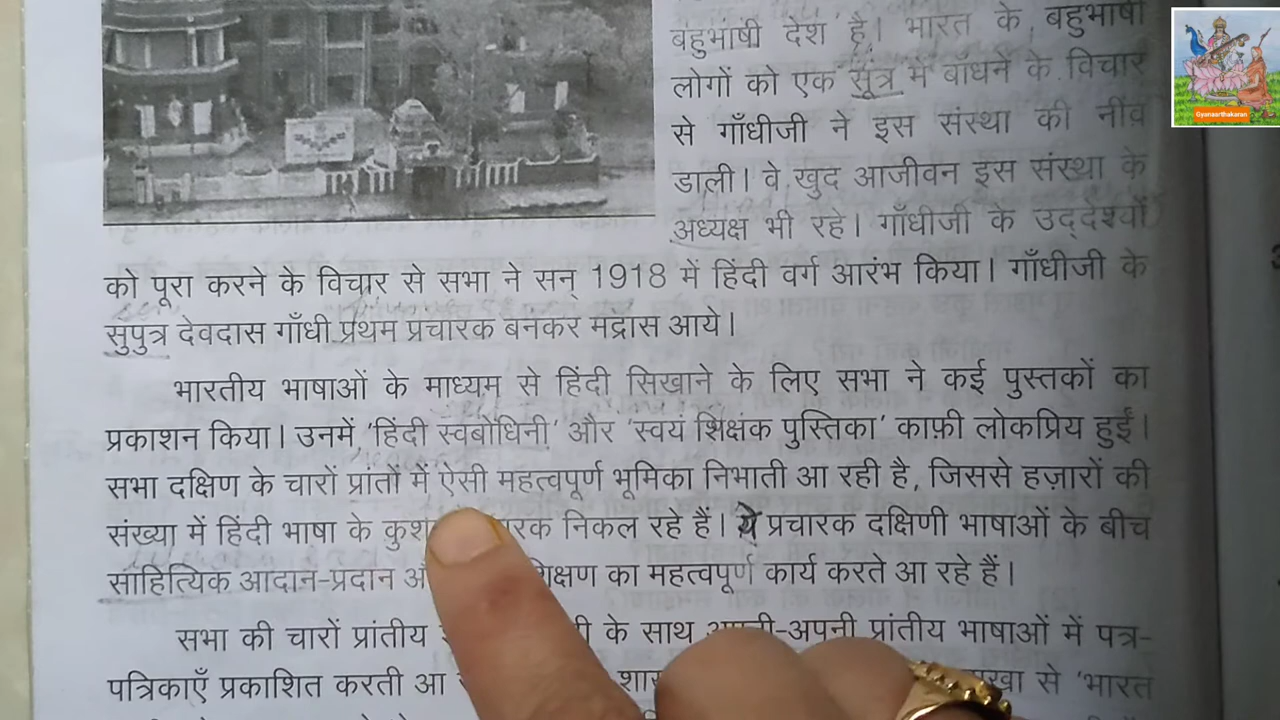 बहुभाषी देश है। भारत के बहुभाषी
लोगों को एक सूत्र में बाँधने के विचार
से गाँधीजी ने इस संस्था की नींव
डाली। वे खुद आजीवन इस संस्था के
अध्यक्ष भी रहे। गाँधीजी के उद्देश्यों
को पूरा करने के विचार से सभा ने सन् 1918 में हिंदी वर्ग आरंभ किया। गाँधीजी के
सुपुत्र देवदास गाँधी प्रथम प्रचारक बनकर मद्रास आये।
भारतीय भाषाओं के माध्यम से हिंदी सिखाने के लिए सभा ने कई पुस्तकों का
प्रकाशन किया। उनमें 'हिंदी स्वबोधिनी' और 'स्वयं शिक्षक पुस्तिका' काफ़ी लोकप्रिय हुईं।
सभा दक्षिण के चारों प्रांतों में ऐसी महत्वपूर्ण भूमिका निभाती आ रही है, जिससे हज़ारों की
संख्या में हिंदी भाषा के निकल रहे हैं। ये प्रचारक दक्षिणी भाषाओं के बीच
साहित्यिक आदान-प्रदान का महत्वपूर्ण कार्य करते आ रहे हैं।
सभा की चारों प्रांतीय के साथ अपनी-अपनी प्रांतीय भाषाओं में पत्र-
पत्रिकाएँ प्रकाशित करती आ से 'भारत
Gyanaerthakaran